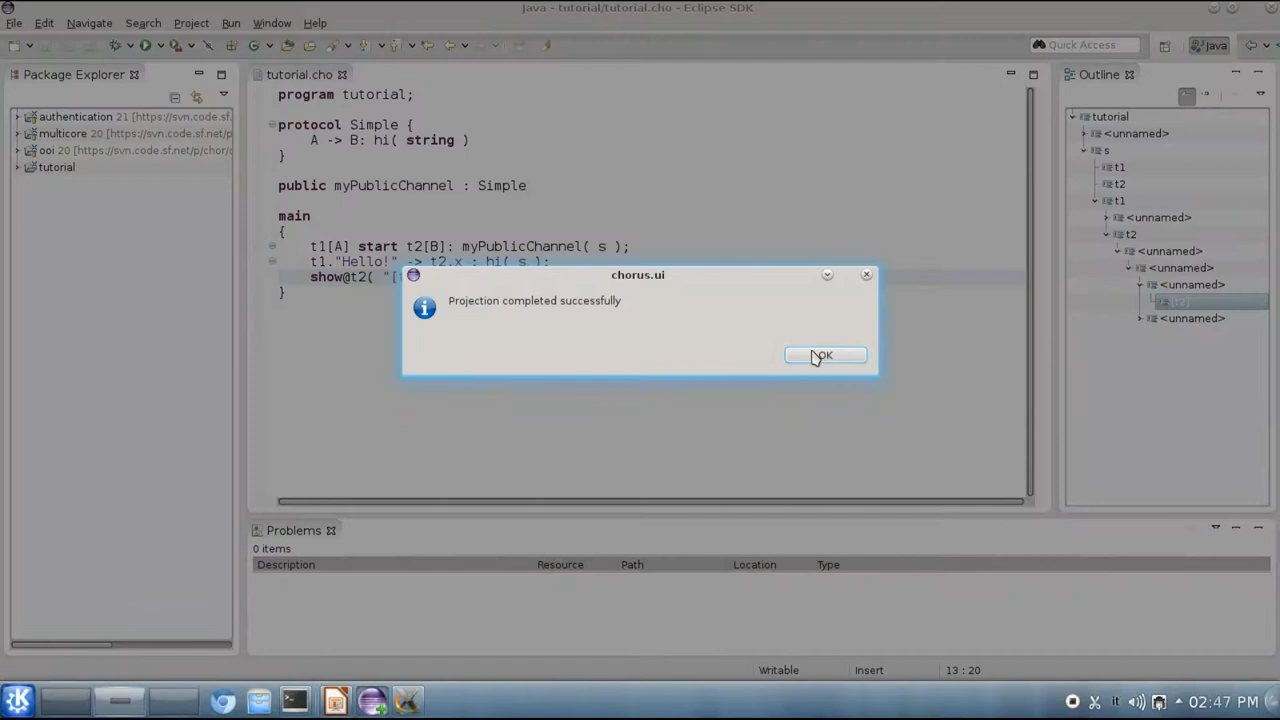 Java - tutorial/tutorial.cho - Eclipse SDK
File Edit Navigate Search Project Run Window Help
Quick Access
Java
Package Explorer
tutorial.cho
Outline
authentication 21 [https://svn.code.sf.net/p
multicore 20 [https://svn.code.sf.net/p/
ooi 20 [https://svn.code.sf.net/p/chor/c
tutorial
program tutorial;
protocol Simple {
A -> B: hi( string )
}
public myPublicChannel : Simple
main
{
t1[A] start t2[B]: myPublicChannel( s );
t1."Hello!" -> t2.x : hi( s );
show@t2( "[
}
tutorial
<unnamed>
s
t1
t2
t1
<unnamed>
t2
<unnamed>
<unnamed>
<unnamed>
t2
<unnamed>
chorus.ui
Projection completed successfully
OK
Problems
0 items
Description Resource Path Location Type
Writable Insert 13 : 20
it 02:47 PM